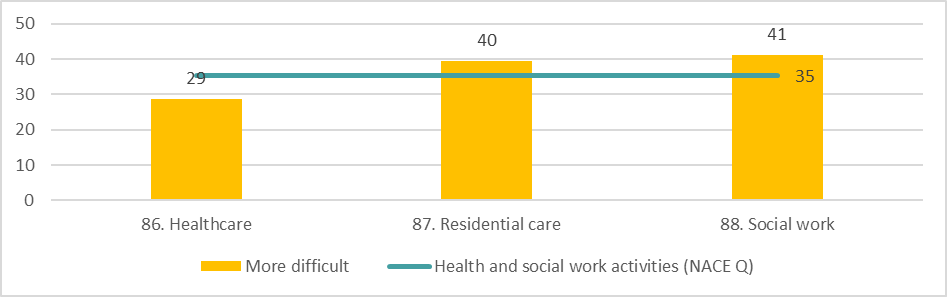 50
40
30
20
10
0
29
40
41
35
86. Healthcare
87. Residential care
88. Social work
More difficult
Health and social work activities (NACE Q)